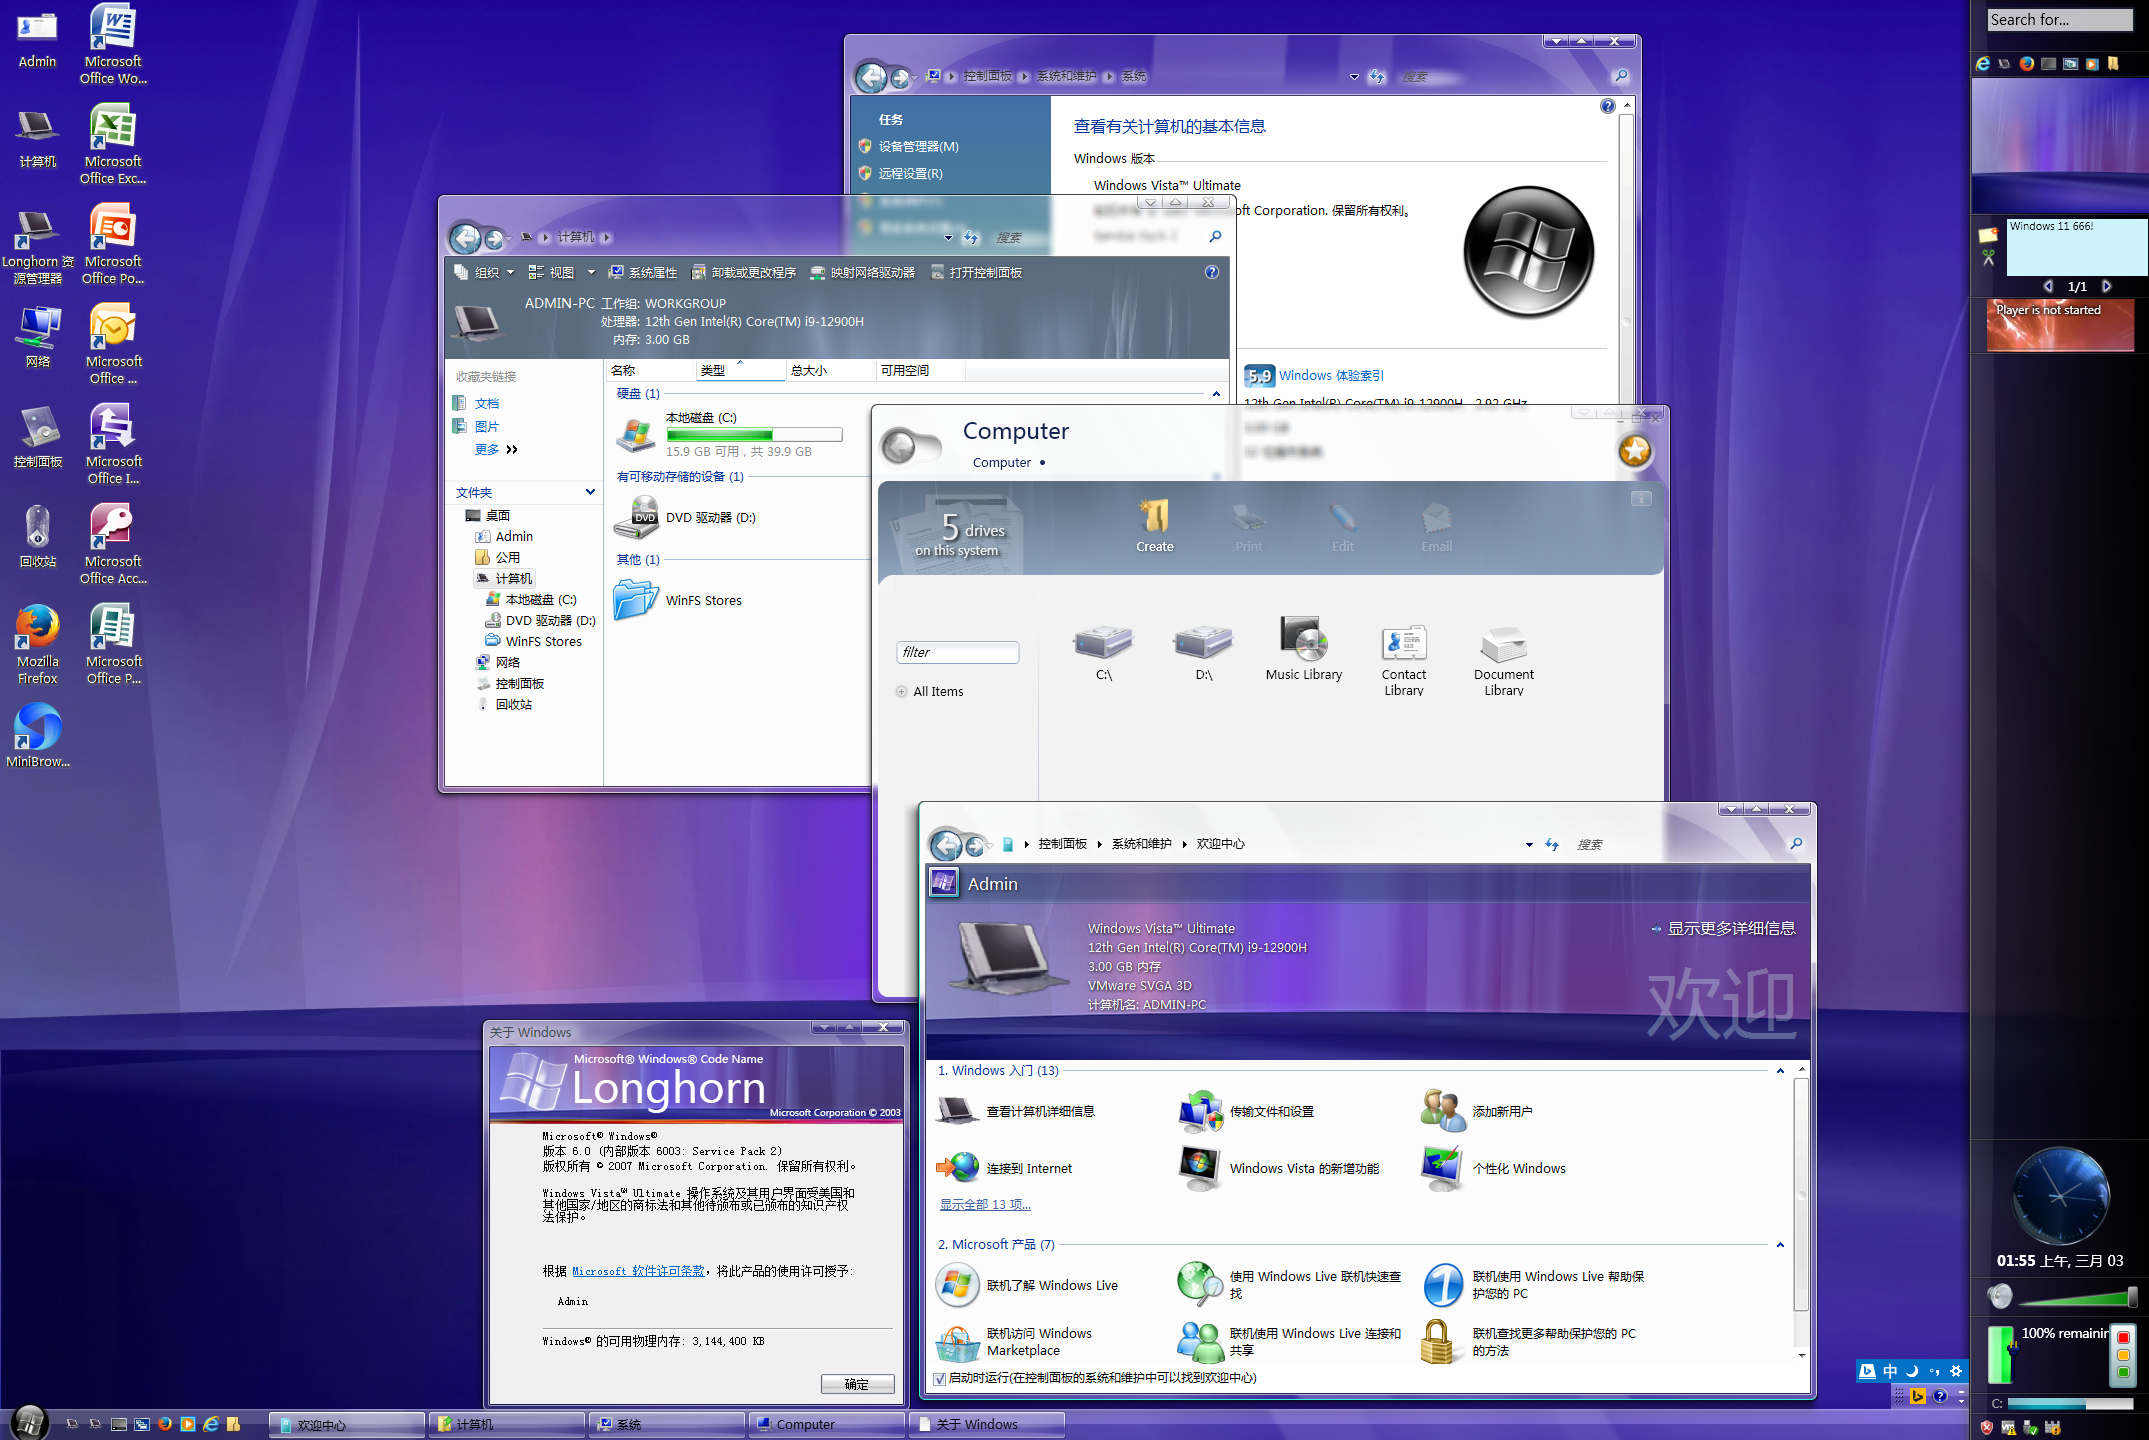 Admin
Microsoft
Office Wo...
计算机
Microsoft
Office Exc...
Longhorn 资
源管理器
Microsoft
Office Po...
网络
Microsoft
Office ...
控制面板
Microsoft
Office I...
回收站
Microsoft
Office Acc...
Mozilla
Firefox
Microsoft
Office P...
MiniBrow...
控制面板 系统和维护 系统
搜索
任务
设备管理器(M)
远程设置(R)
查看有关计算机的基本信息
Windows 版本
Windows Vista™ Ultimate
oft Corporation. 保留所有权利。
5.9 Windows 体验索引
12th Gen Intel(R) Core(TM) i9-12900H 2.92 GHz
计算机
搜索
组织 视图 系统属性 卸载或更改程序 映射网络驱动器 打开控制面板
ADMIN-PC 工作组: WORKGROUP
处理器: 12th Gen Intel(R) Core(TM) i9-12900H
内存: 3.00 GB
收藏夹链接
文档
图片
更多
文件夹
桌面
Admin
公用
计算机
本地磁盘 (C:)
DVD 驱动器 (D:)
WinFS Stores
网络
控制面板
回收站
名称 类型 总大小 可用空间
硬盘 (1)
本地磁盘 (C:)
15.9 GB 可用，共 39.9 GB
有可移动存储的设备 (1)
DVD
DVD 驱动器 (D:)
其他 (1)
WinFS Stores
Computer
Computer •
5 drives
on this system
Create Print Edit Email
filter
All Items
C:\
D:\
Music Library
Contact
Library
Document
Library
控制面板 系统和维护 欢迎中心
搜索
Admin
Windows Vista™ Ultimate
12th Gen Intel(R) Core(TM) i9-12900H
3.00 GB 内存
VMware SVGA 3D
计算机名: ADMIN-PC
显示更多详细信息
欢迎
1. Windows 入门 (13)
查看计算机详细信息
传输文件和设置
添加新用户
连接到 Internet
Windows Vista 的新增功能
个性化 Windows
显示全部 13 项...
2. Microsoft 产品 (7)
联机了解 Windows Live
使用 Windows Live 联机快速查
找
联机使用 Windows Live 帮助保
护您的 PC
联机访问 Windows
Marketplace
联机使用 Windows Live 连接和
共享
联机查找更多帮助保护您的 PC
的方法
启动时运行(在控制面板的系统和维护中可以找到欢迎中心)
关于 Windows
Microsoft® Windows® Code Name
Longhorn
Microsoft Corporation © 2003
Microsoft® Windows®
版本 6.0 (内部版本 6003: Service Pack 2)
版权所有 © 2007 Microsoft Corporation. 保留所有权利。
Windows Vista™ Ultimate 操作系统及其用户界面受美国和
其他国家/地区的商标法和其他待颁布或已颁布的知识产权
法保护。
根据 Microsoft 软件许可条款，将此产品的使用许可授予:
Admin
Windows® 的可用物理内存: 3,144,400 KB
确定
Search for...
Windows 11 666!
1/1
Player is not started
01:55 上午, 三月 03
100% remainin
C:
中
欢迎中心
计算机
系统
Computer
关于 Windows